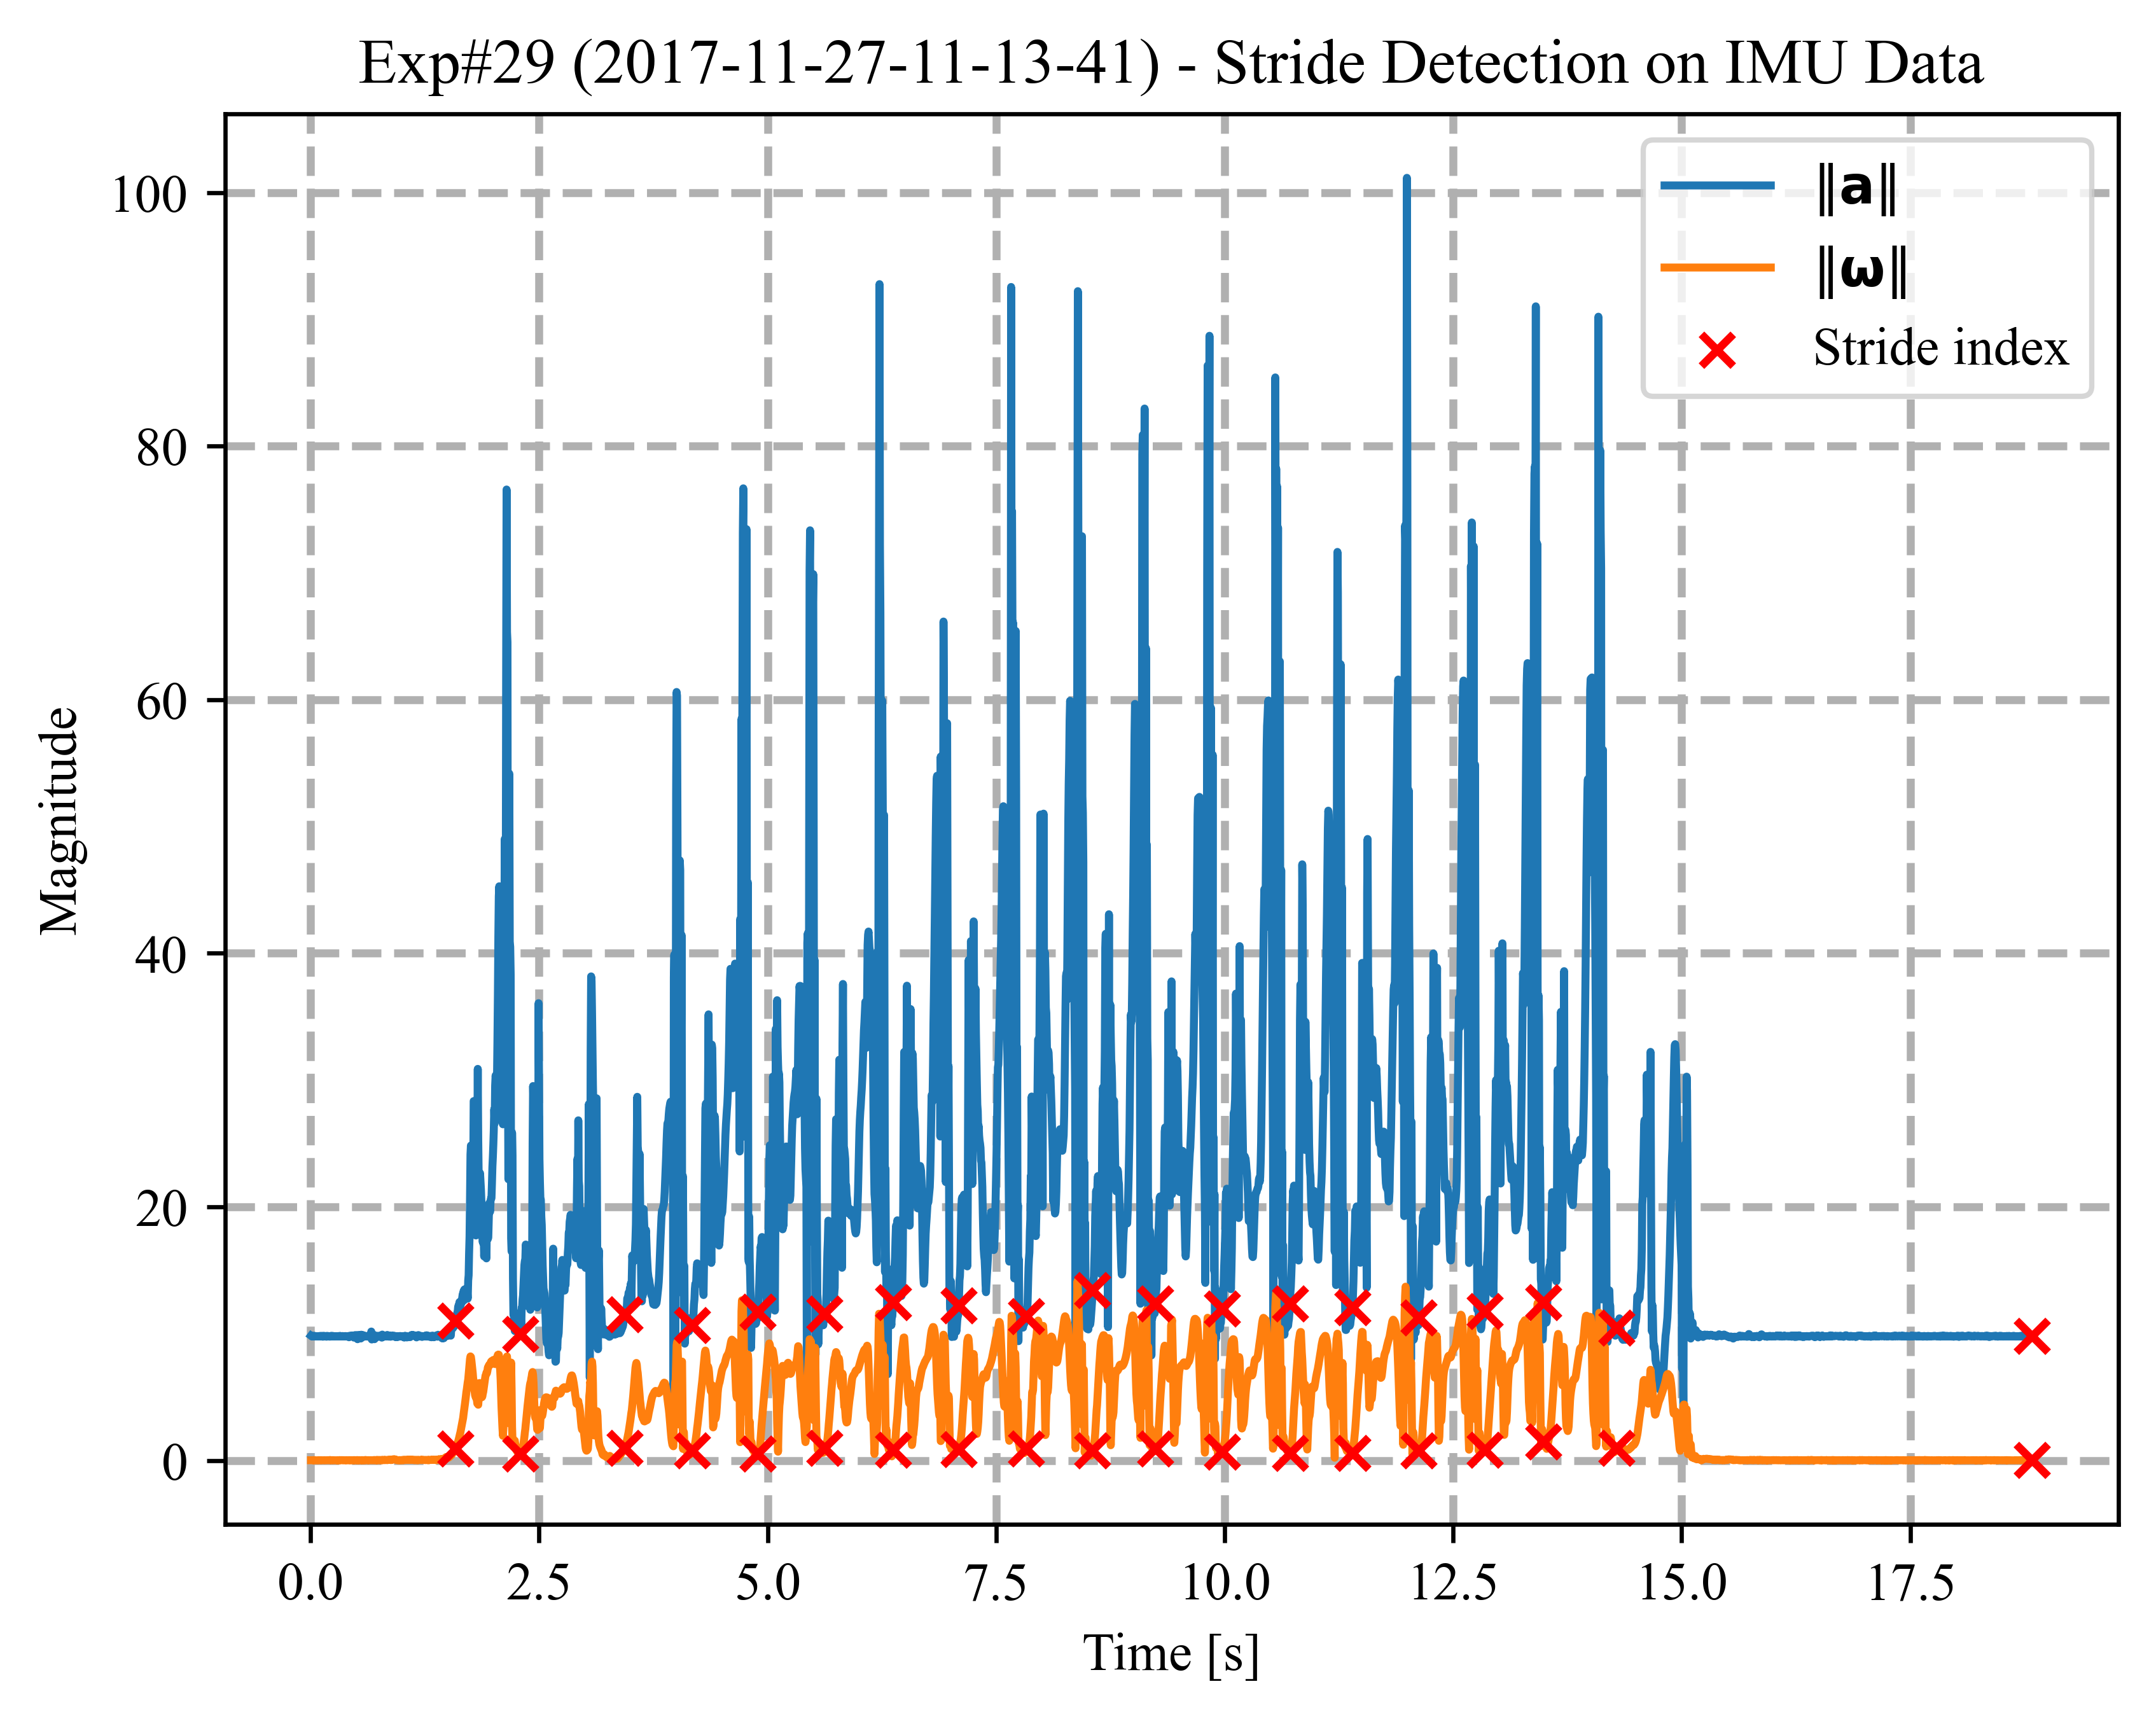 Exp#29 (2017-11-27-11-13-41) - Stride Detection on IMU Data
‖a‖
‖ω‖
Stride index
Magnitude
100
80
60
40
20
0
0.0 2.5 5.0 7.5 10.0 12.5 15.0 17.5
Time [s]